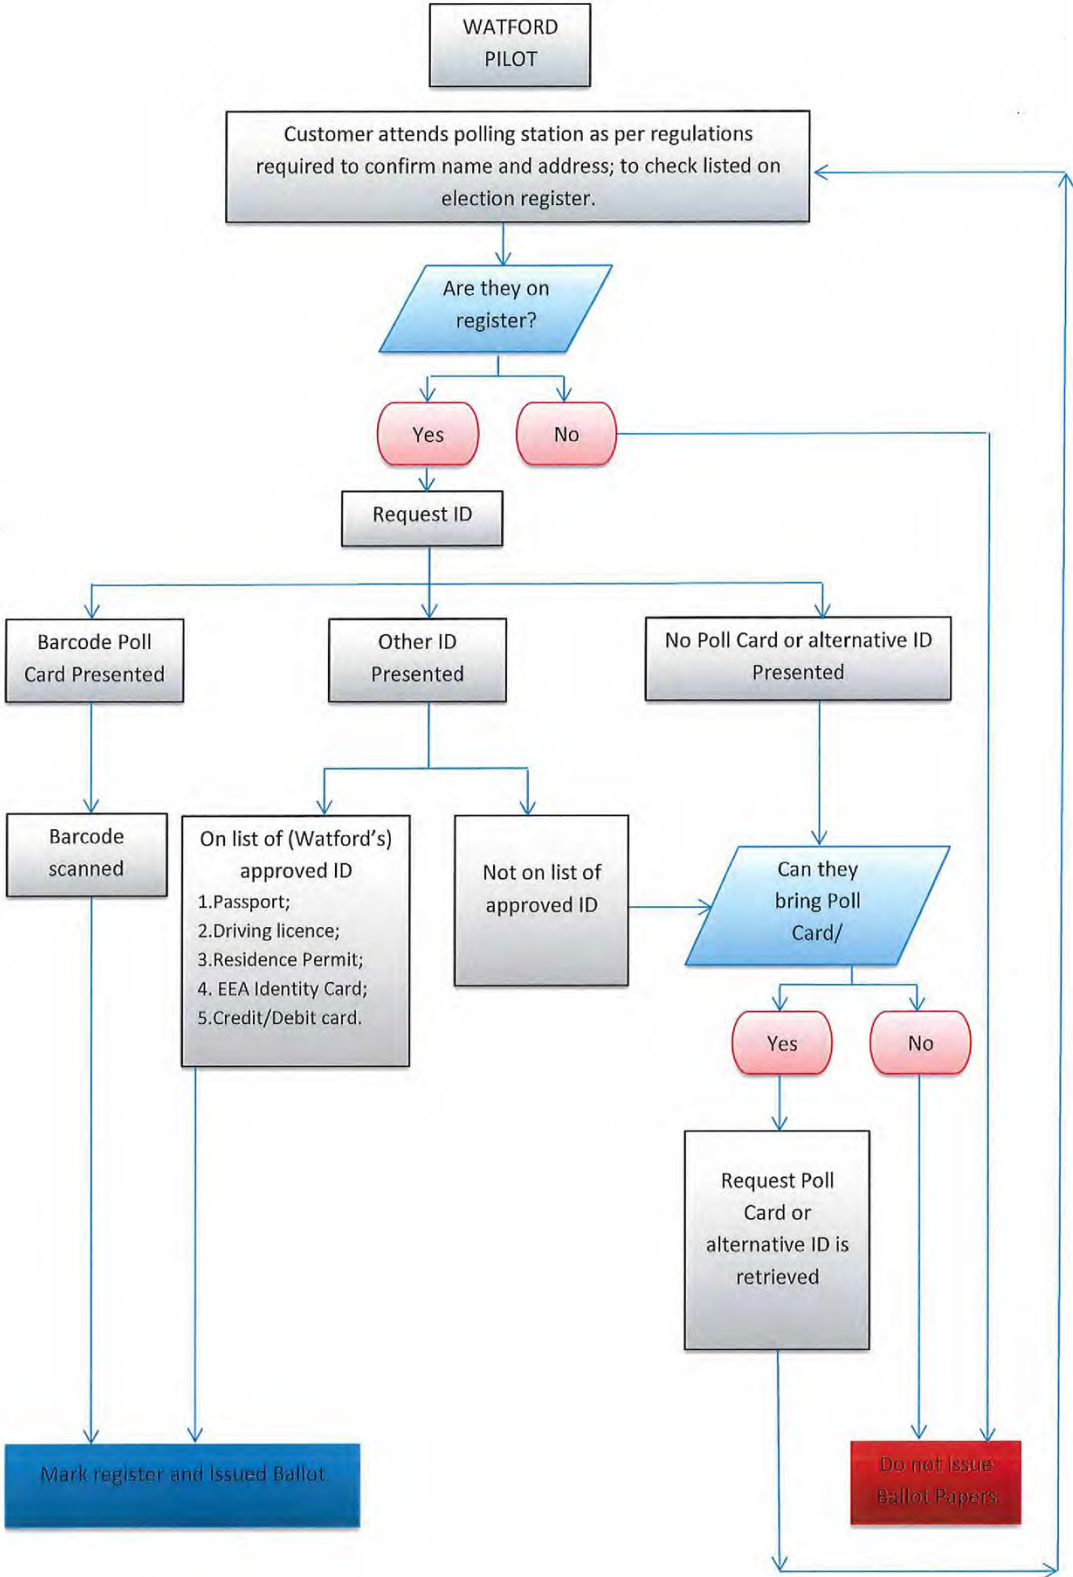 WATFORD
PILOT
Customer attends polling station as per regulations
required to confirm name and address; to check listed on
election register.
Are they on
register?
Yes
No
Request ID
Barcode Poll
Card Presented
Other ID
Presented
No Poll Card or alternative ID
Presented
Barcode
scanned
On list of (Watford's)
approved ID
1.Passport;
2.Driving licence;
3.Residence Permit;
4. EEA Identity Card;
5.Credit/Debit card.
Not on list of
approved ID
Can they
bring Poll
Card/
Yes
No
Request Poll
Card or
alternative ID is
retrieved
Mark register and Issued Ballot
Do not issue
Ballot Papers